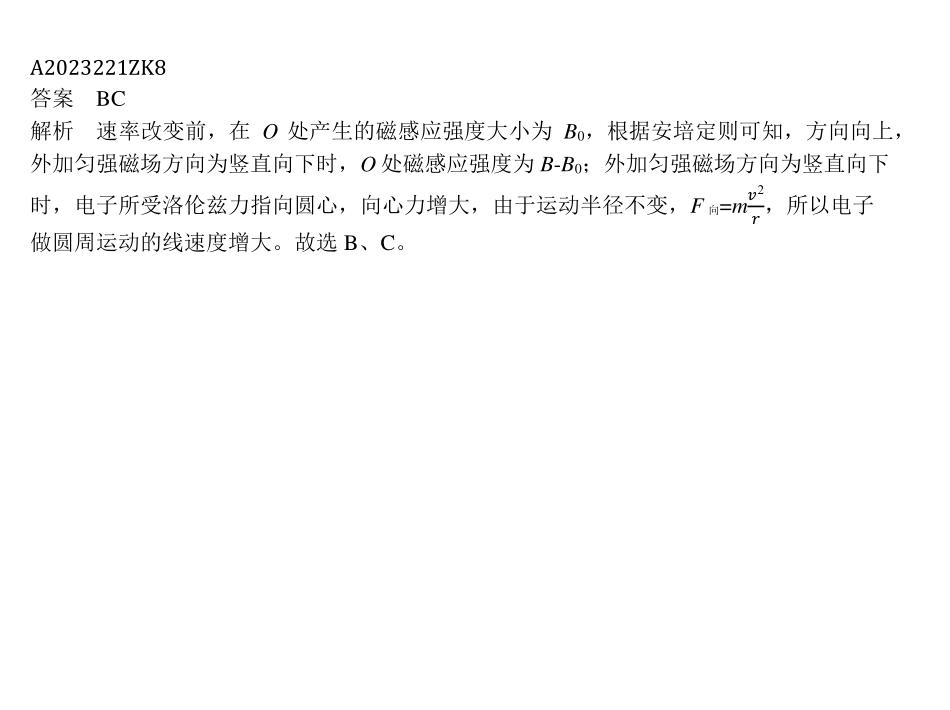 A2023221ZK8
答案 BC
解析 速率改变前，在 O 处产生的磁感应强度大小为 B₀，根据安培定则可知，方向向上，
外加匀强磁场方向为竖直向下时，O 处磁感应强度为 B-B₀；外加匀强磁场方向为竖直向下
时，电子所受洛伦兹力指向圆心，向心力增大，由于运动半径不变，F向=m\frac{v^2}{r}，所以电子
做圆周运动的线速度增大。故选 B、C。